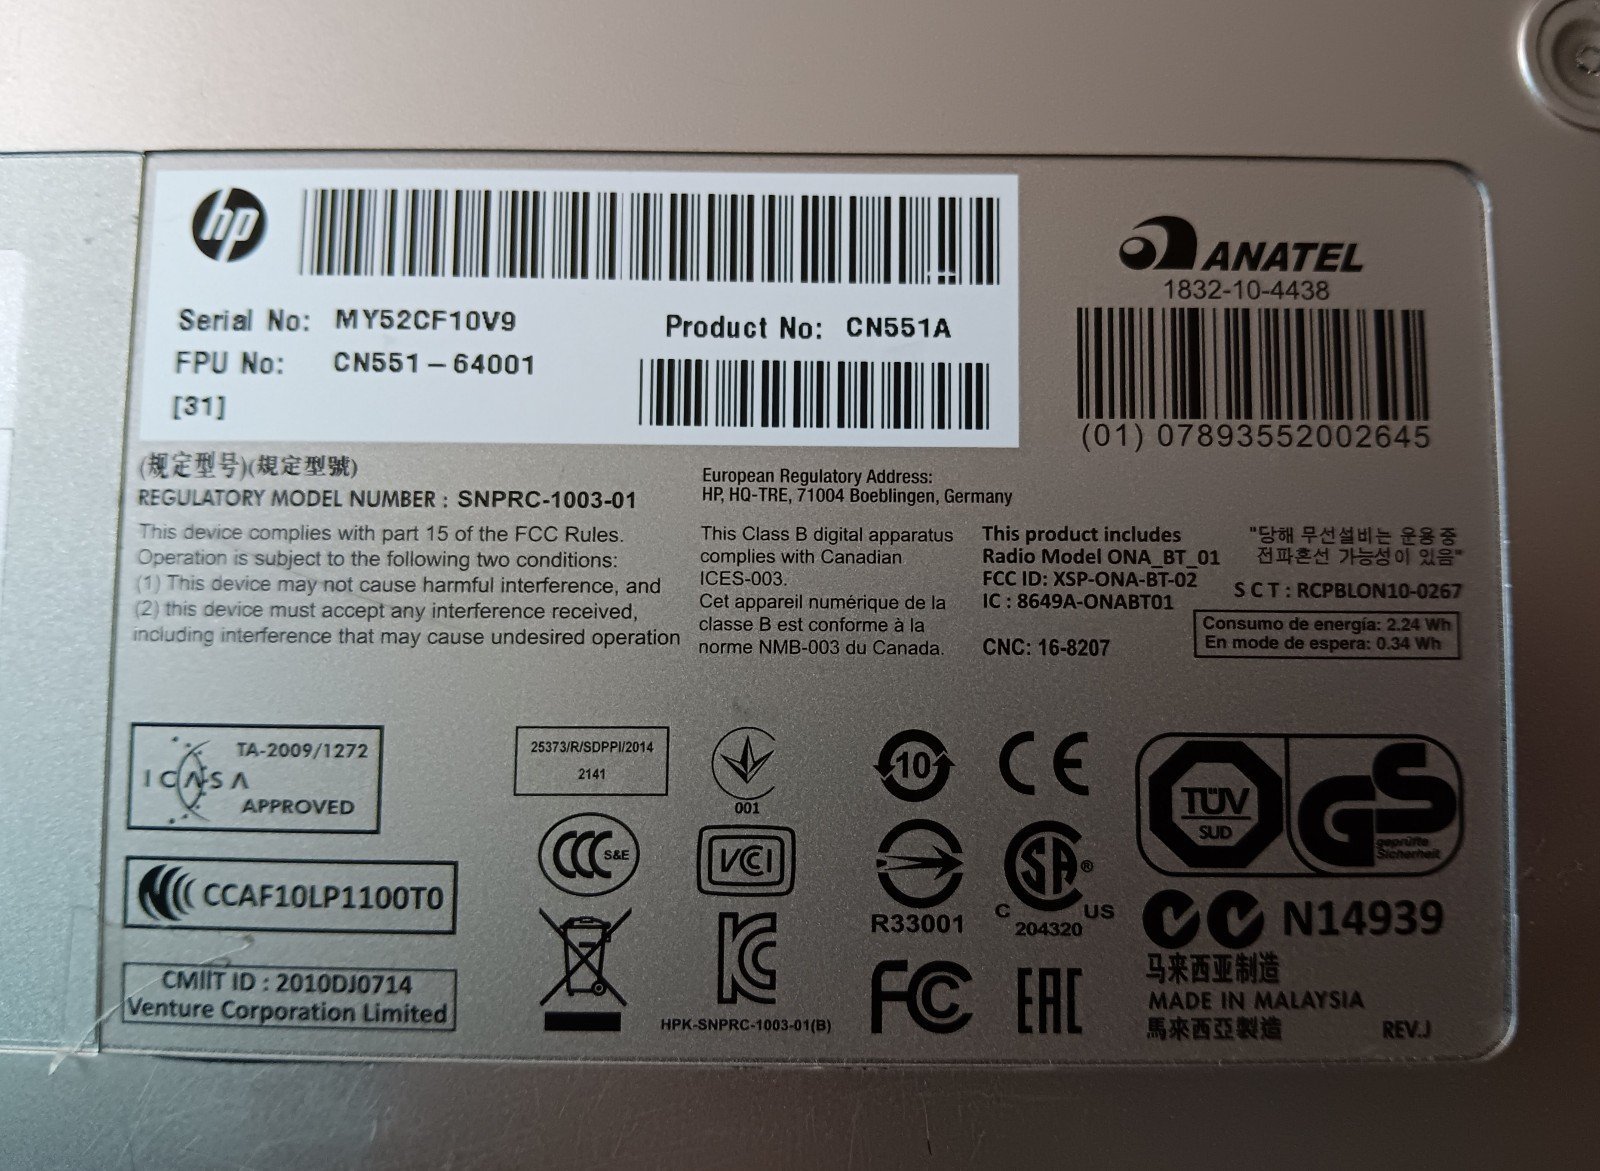 hp
Serial No: MY52CF10V9
Product No: CN551A
FPU No: CN551-64001
[31]
ANATEL
1832-10-4438
(01) 07893552002645
(规定型号)(規定型號)
REGULATORY MODEL NUMBER : SNPRC-1003-01
This device complies with part 15 of the FCC Rules.
Operation is subject to the following two conditions:
(1) This device may not cause harmful interference, and
(2) this device must accept any interference received,
including interference that may cause undesired operation
European Regulatory Address:
HP, HQ-TRE, 71004 Boeblingen, Germany
This Class B digital apparatus
complies with Canadian
ICES-003.
Cet appareil numérique de la
classe B est conforme à la
norme NMB-003 du Canada.
This product includes
Radio Model ONA_BT_01
FCC ID: XSP-ONA-BT-02
IC : 8649A-ONABT01
CNC: 16-8207
"당해 무선설비는 운용 중
전파혼선 가능성이 있음"
S C T : RCPBLON10-0267
Consumo de energía: 2.24 Wh
En modo de espera: 0.34 Wh
ICASA
TA-2009/1272
APPROVED
CCAF10LP1100T0
CMIIT ID : 2010DJ0714
Venture Corporation Limited
25373/R/SDPPI/2014
2141
001
CCC S&E
VCI
KC
HPK-SNPRC-1003-01(B)
10
R33001
FC
CE
SA®
C US
204320
EAC
TÜV
SUD
GS
geprüfte
Sicherheit
N14939
马来西亚制造
MADE IN MALAYSIA
馬來西亞製造
REV.J